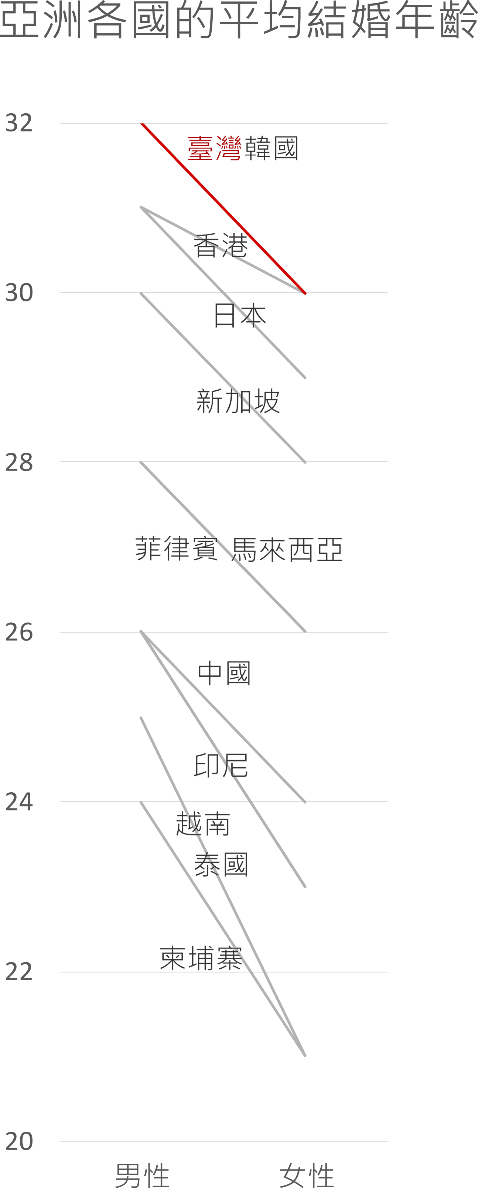 亞洲各國的平均結婚年齡
32
臺灣韓國
香港
30
日本
新加坡
28
菲律賓 馬來西亞
26
中國
印尼
24
越南
泰國
柬埔寨
22
20
男性 女性